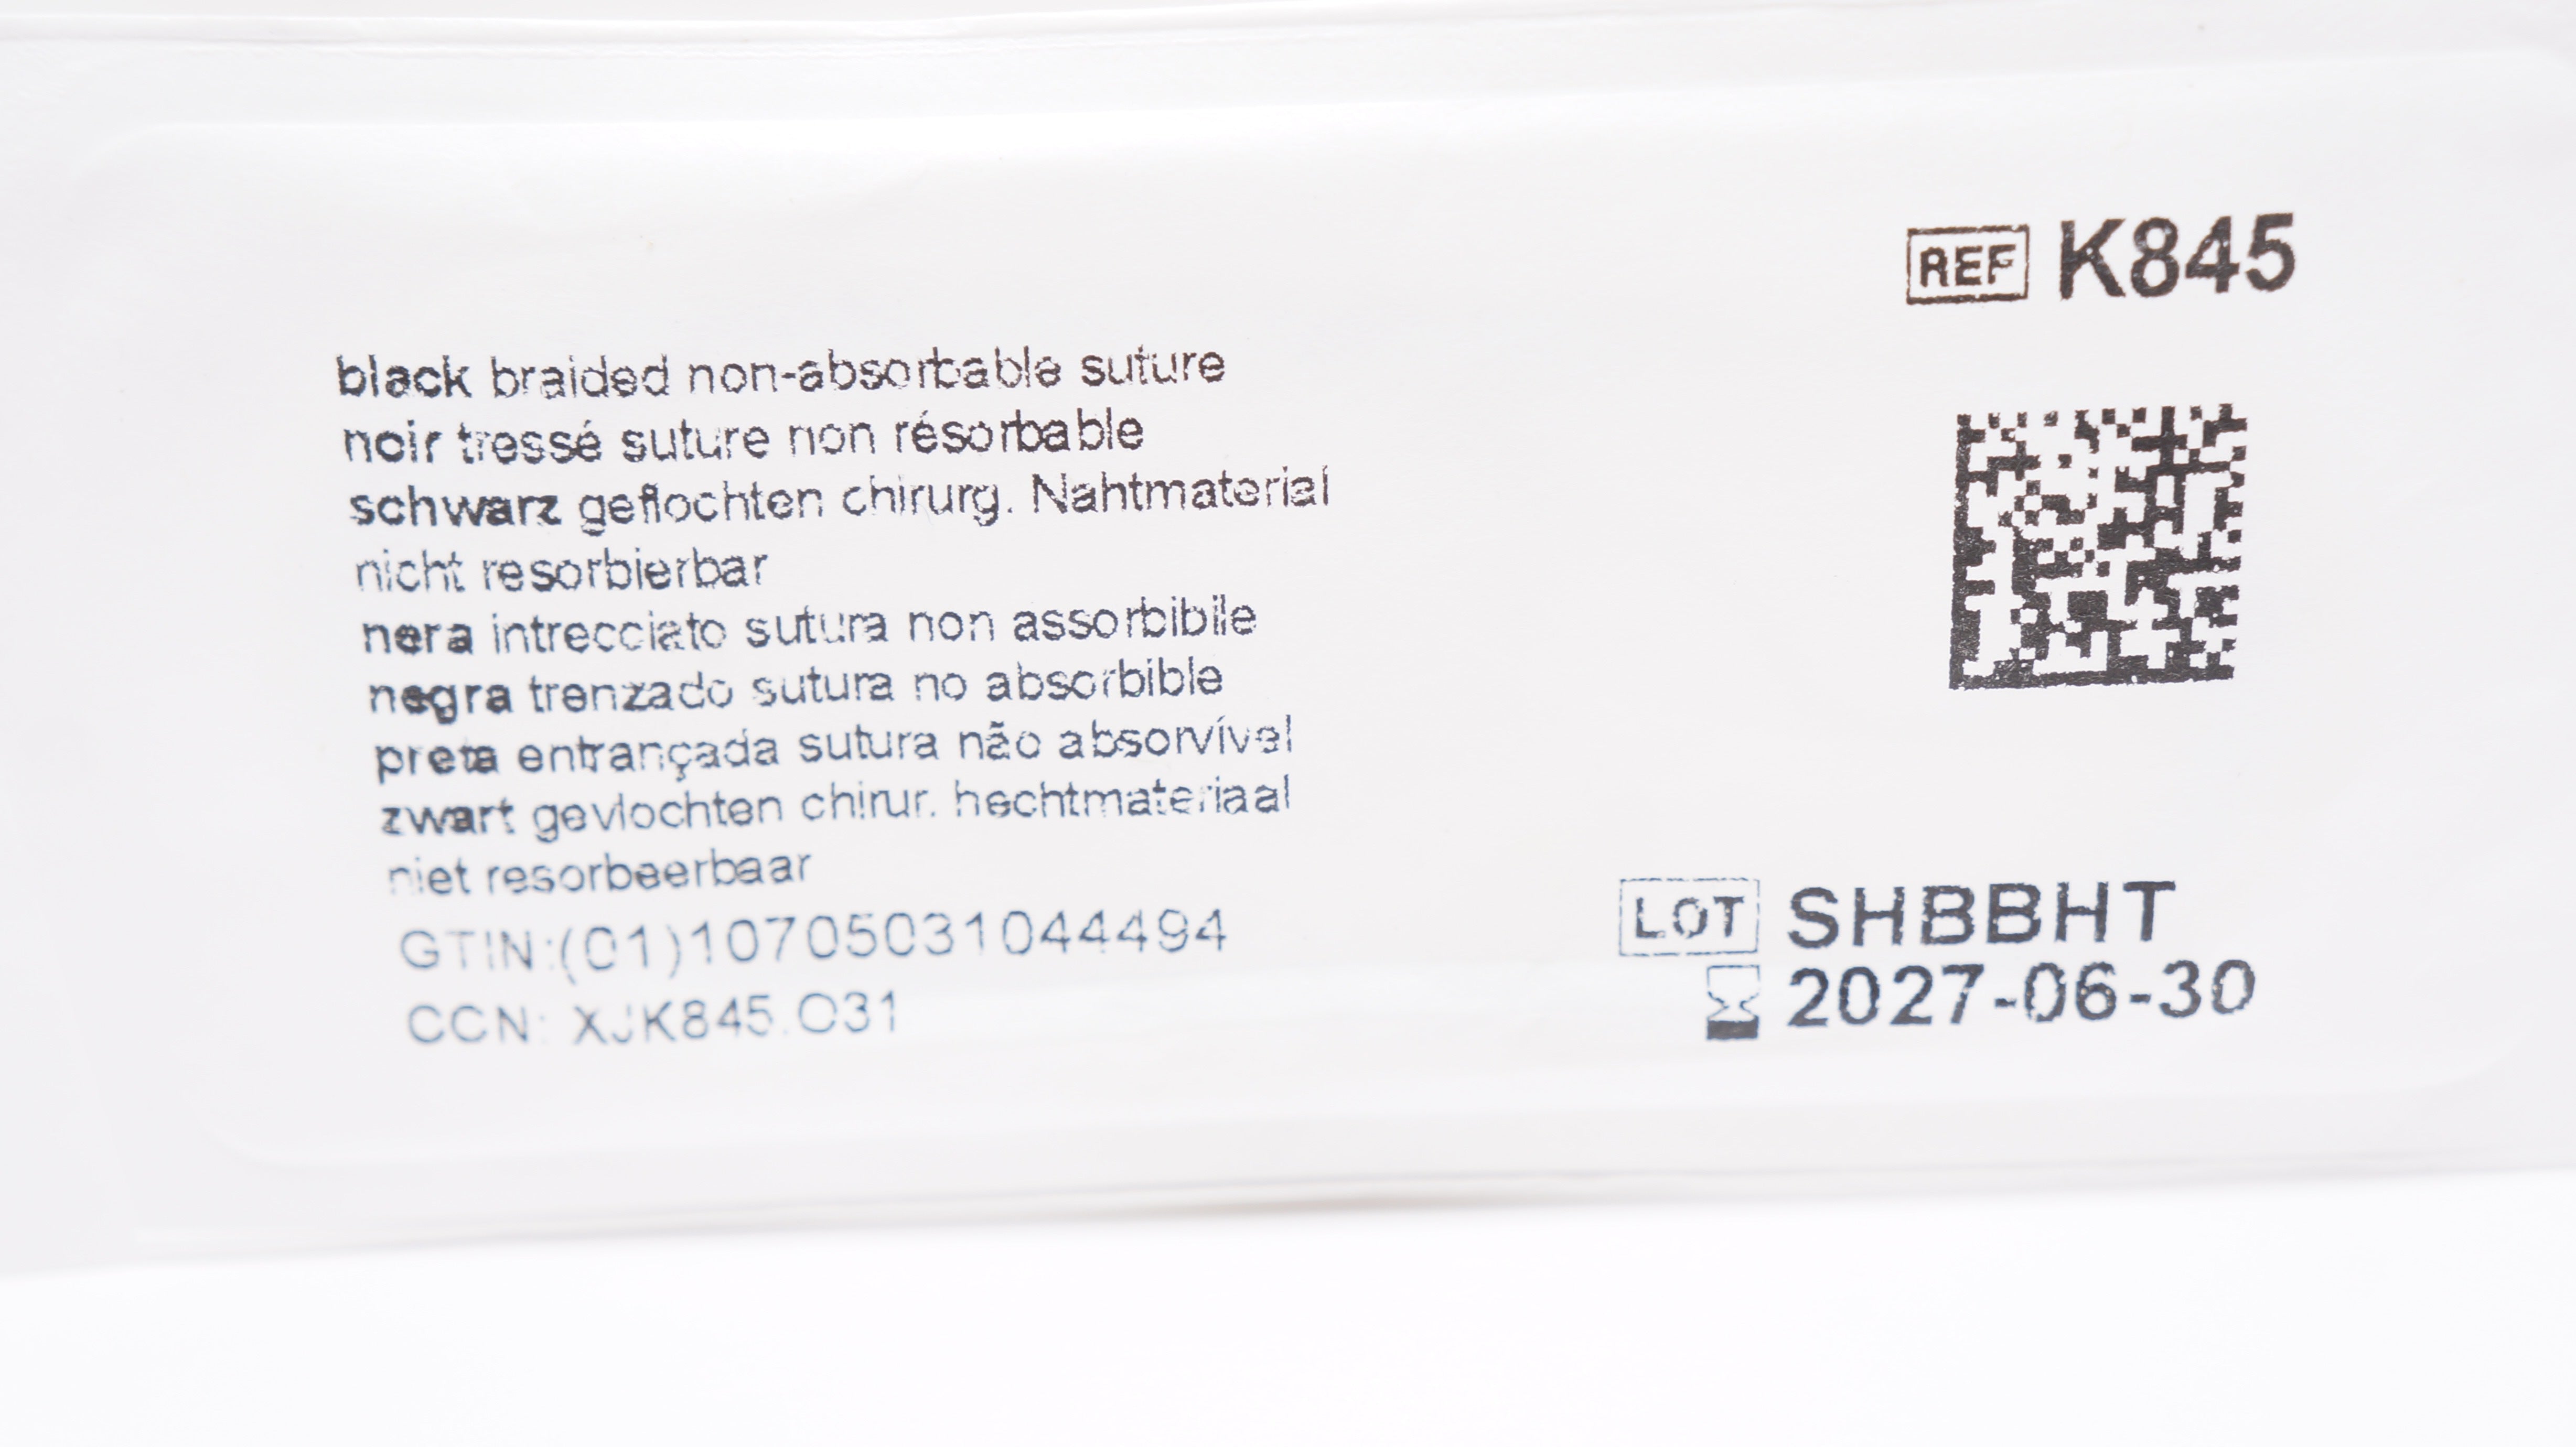 black braided non-absorbable suture
noir tressé suture non résorbable
schwarz geflochten chirurg. Nahtmaterial
nicht resorbierbar
nera intrecciato sutura non assorbibile
negra trenzado sutura no absorbible
preta entrançada sutura não absorvível
zwart gevlochten chirur. hechtmateriaal
niet resorbeerbaar
GTIN:(01)10705031044494
CCN: XJK845.O31
REF K845
LOT SHBBHT
2027-06-30